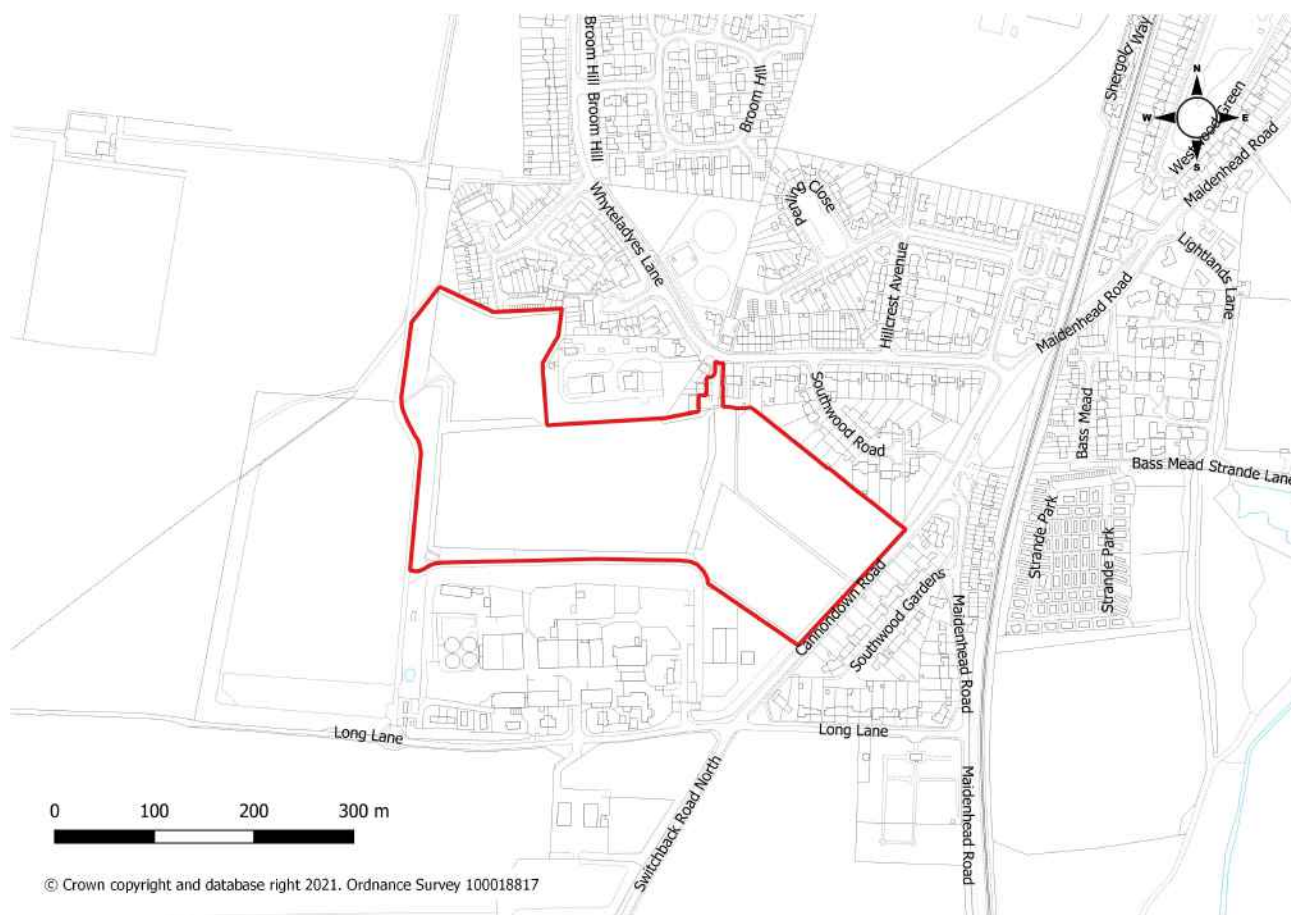 Broom Hill
Broom Hill
Broom Hill
Shergold Way
N
W
E
S
Westwood Green
Maidenhead Road
Whyteladyes Lane
Penling Close
Lightlands Lane
Hillcrest Avenue
Maidenhead Road
Southwood Road
Bass Mead
Bass Mead Strande Lane
Strande Park
Strande Park
Cannondown Road
Southwood Gardens
Maidenhead Road
Long Lane
Long Lane
Switchback Road North
Maidenhead Road
0 100 200 300 m
© Crown copyright and database right 2021. Ordnance Survey 100018817